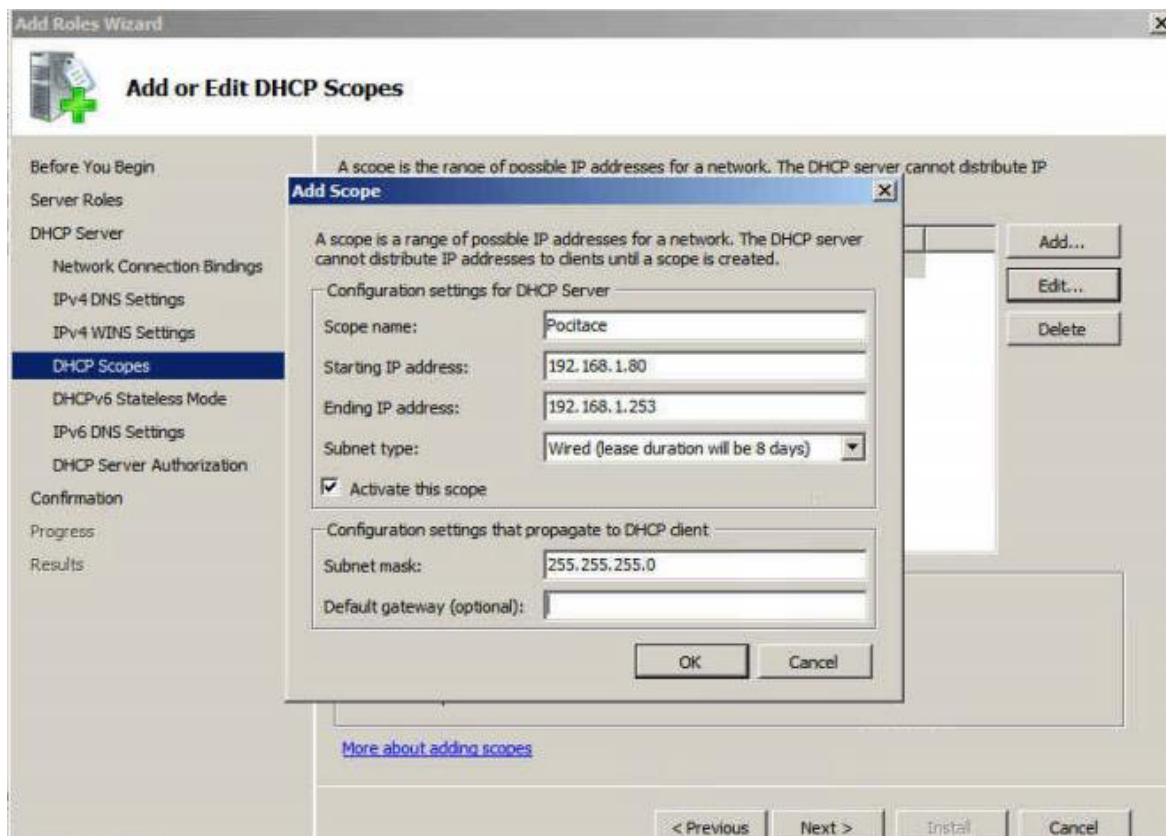 Add Roles Wizard
Add or Edit DHCP Scopes
Before You Begin
Server Roles
DHCP Server
Network Connection Bindings
IPv4 DNS Settings
IPv4 WINS Settings
DHCP Scopes
DHCPv6 Stateless Mode
IPv6 DNS Settings
DHCP Server Authorization
Confirmation
Progress
Results
A scope is the range of possible IP addresses for a network. The DHCP server cannot distribute IP
Add...
Edit...
Delete
Add Scope
A scope is a range of possible IP addresses for a network. The DHCP server
cannot distribute IP addresses to clients until a scope is created.
Configuration settings for DHCP Server
Scope name: Pocitace
Starting IP address: 192.168.1.80
Ending IP address: 192.168.1.253
Subnet type: Wired (lease duration will be 8 days)
Activate this scope
Configuration settings that propagate to DHCP client
Subnet mask: 255.255.255.0
Default gateway (optional):
OK Cancel
More about adding scopes
< Previous Next > Install Cancel